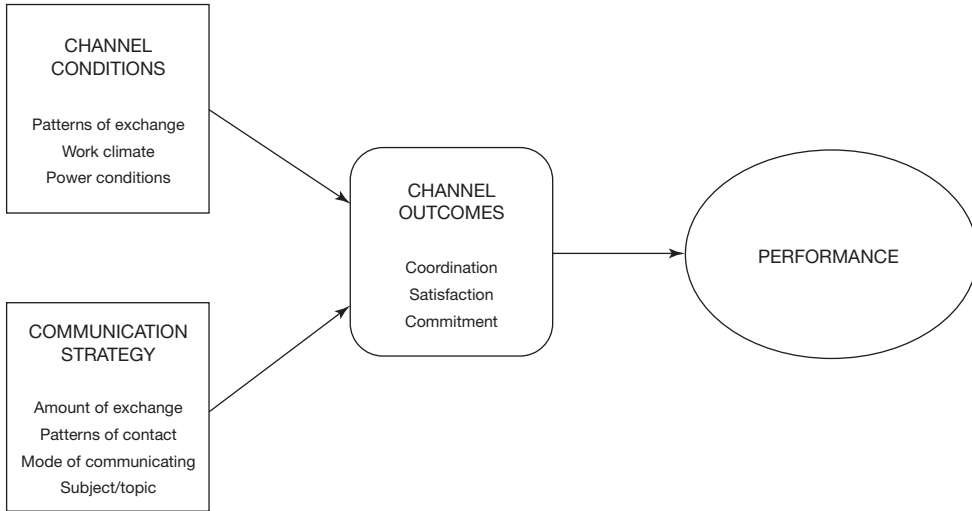 CHANNEL
CONDITIONS
Patterns of exchange
Work climate
Power conditions
COMMUNICATION
STRATEGY
Amount of exchange
Patterns of contact
Mode of communicating
Subject/topic
CHANNEL
OUTCOMES
Coordination
Satisfaction
Commitment
PERFORMANCE